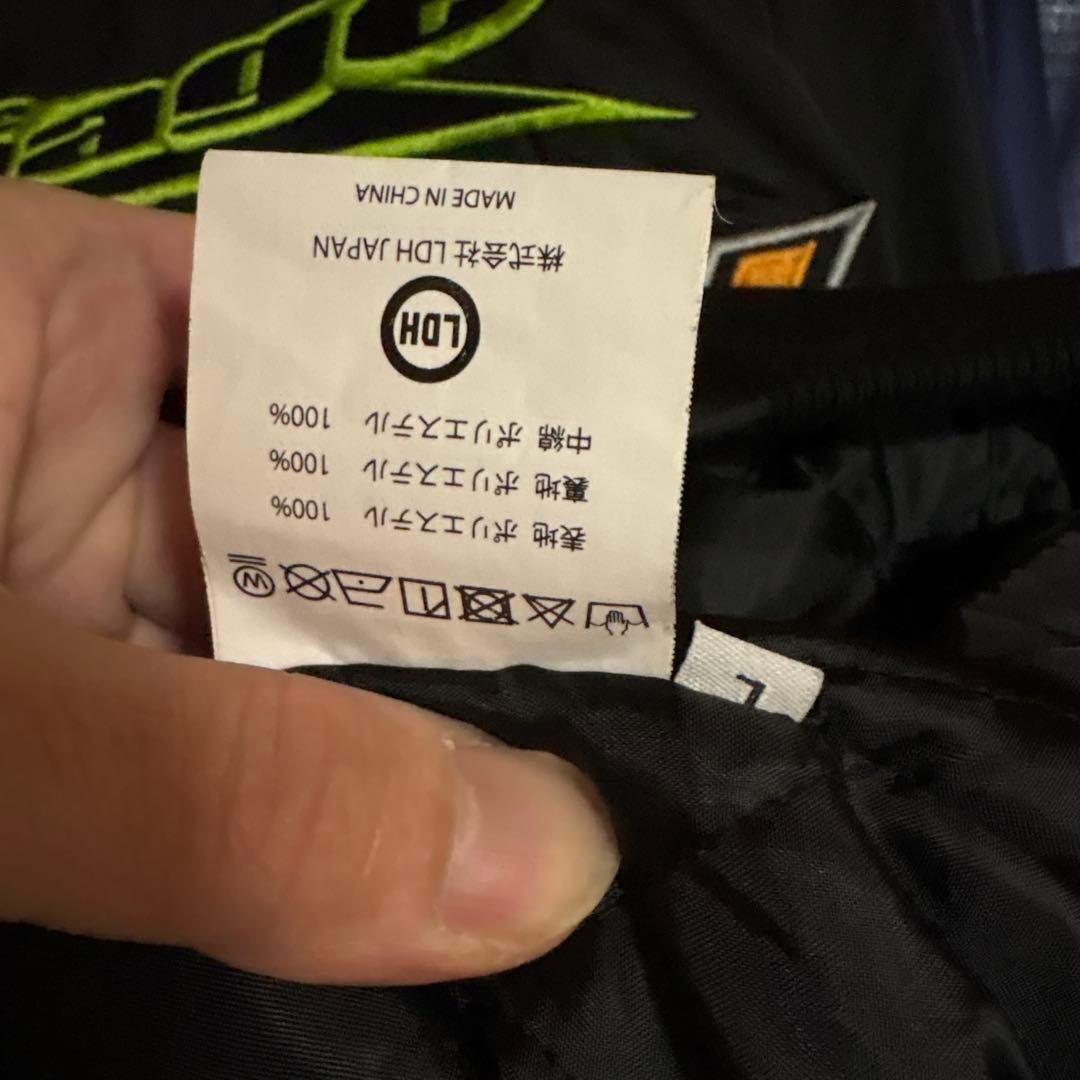 表地 ポリエステル 100%
裏地 ポリエステル 100%
中綿 ポリエステル 100%
LDH
株式会社 LDH JAPAN
MADE IN CHINA
L